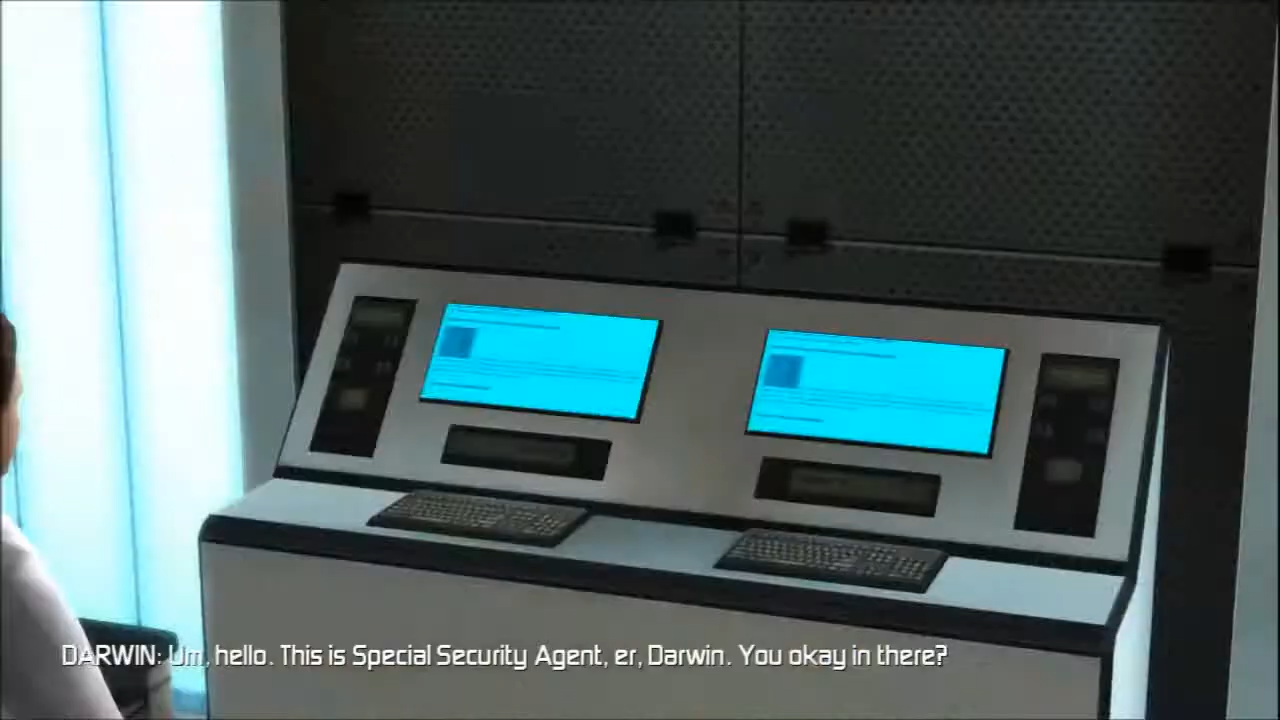 DARWIN: Um, hello. This is Special Security Agent, er, Darwin. You okay in there?